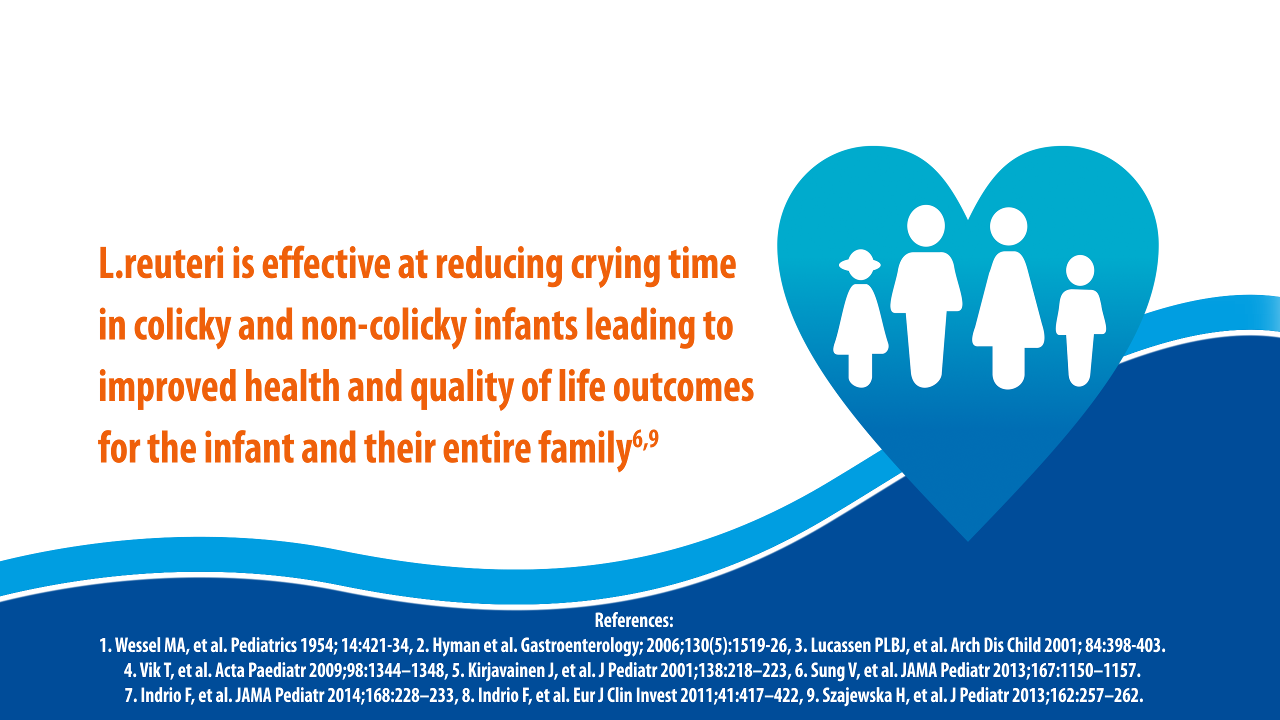 L.reuteri is effective at reducing crying time
in colicky and non-colicky infants leading to
improved health and quality of life outcomes
for the infant and their entire family6,9
References:
1. Wessel MA, et al. Pediatrics 1954; 14:421-34, 2. Hyman et al. Gastroenterology; 2006;130(5):1519-26, 3. Lucassen PLBJ, et al. Arch Dis Child 2001; 84:398-403.
4. Vik T, et al. Acta Paediatr 2009;98:1344–1348, 5. Kirjavainen J, et al. J Pediatr 2001;138:218–223, 6. Sung V, et al. JAMA Pediatr 2013;167:1150–1157.
7. Indrio F, et al. JAMA Pediatr 2014;168:228–233, 8. Indrio F, et al. Eur J Clin Invest 2011;41:417–422, 9. Szajewska H, et al. J Pediatr 2013;162:257–262.